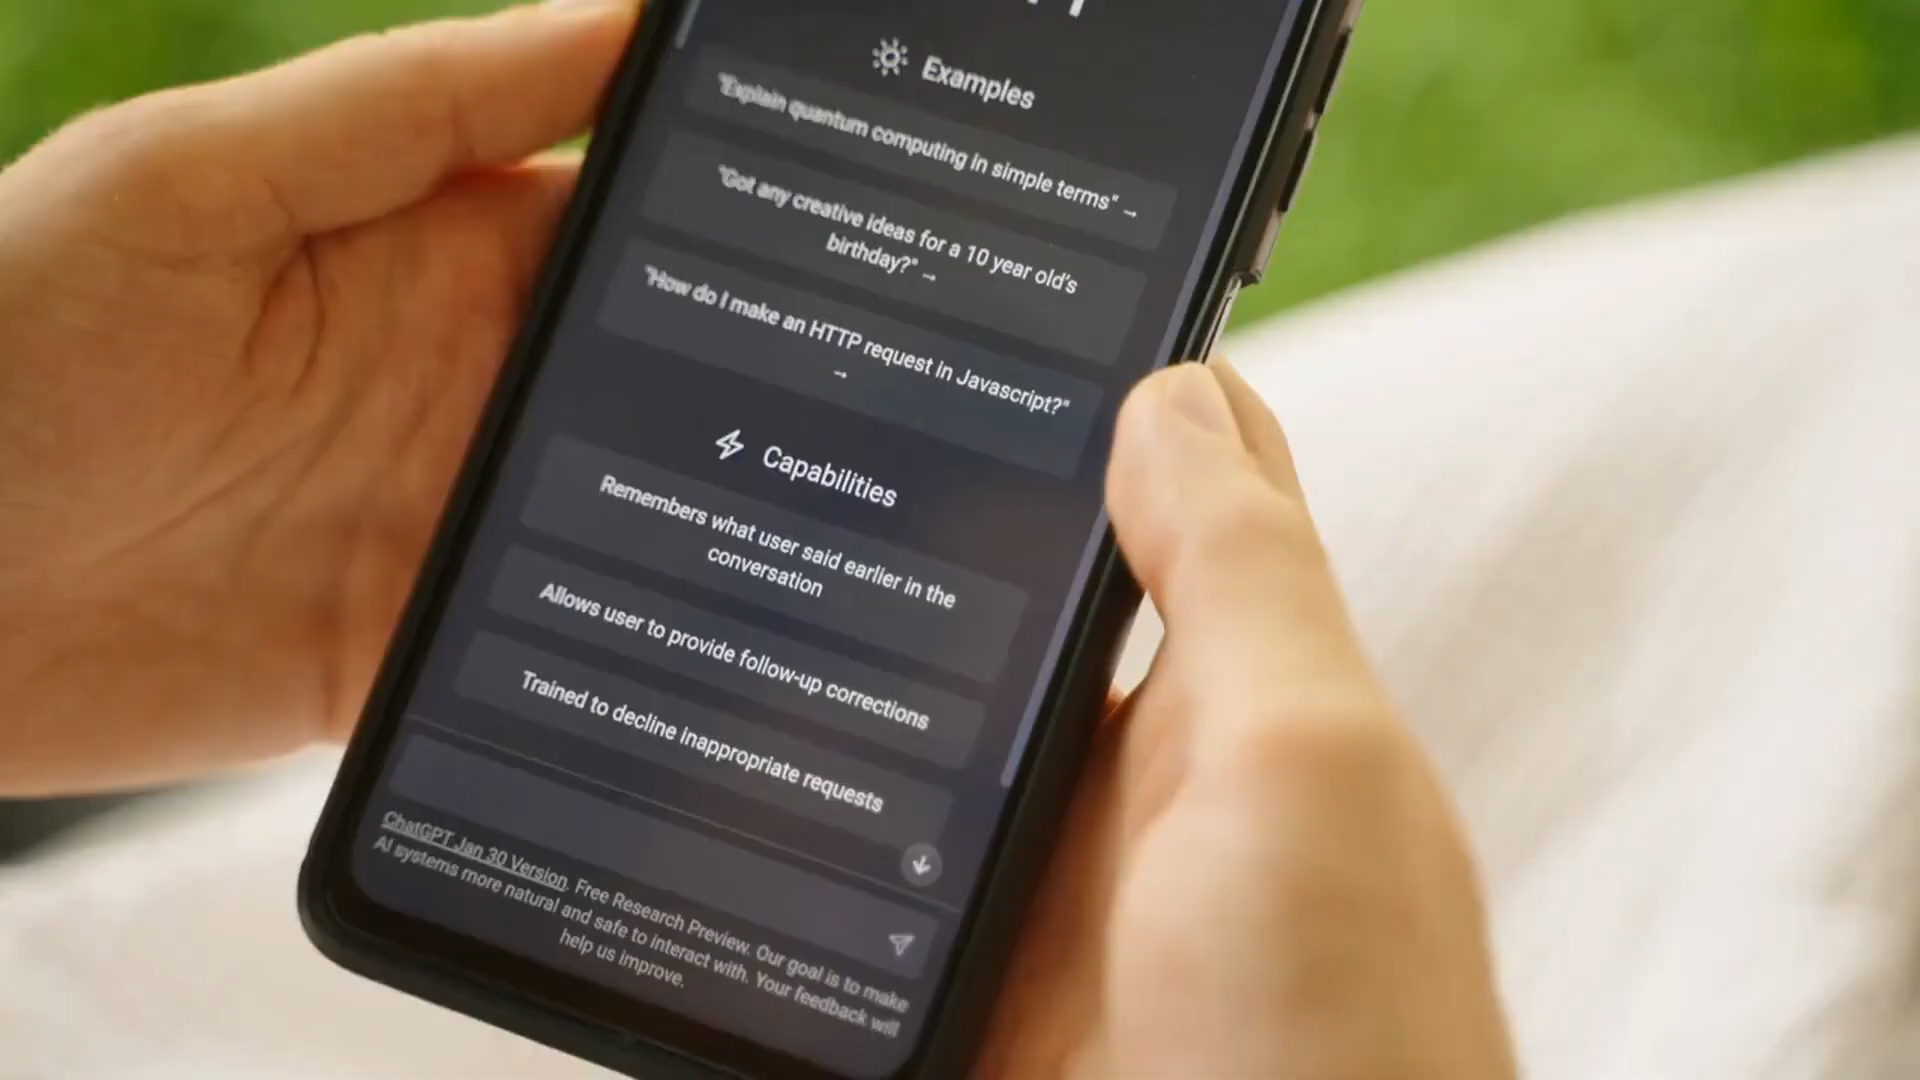 Examples
"Explain quantum computing in simple terms" →
"Got any creative ideas for a 10 year old's
birthday?" →
"How do I make an HTTP request in Javascript?"
→
Capabilities
Remembers what user said earlier in the
conversation
Allows user to provide follow-up corrections
Trained to decline inappropriate requests
ChatGPT Jan 30 Version. Free Research Preview. Our goal is to make
AI systems more natural and safe to interact with. Your feedback will
help us improve.